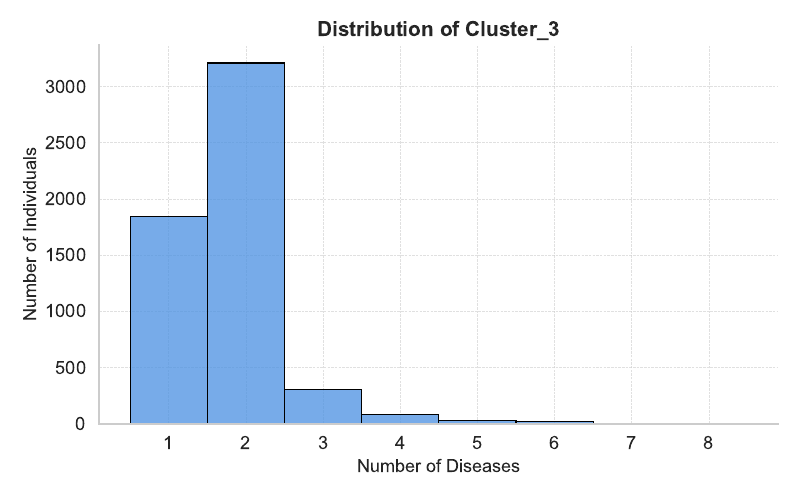 Distribution of Cluster_3
Number of Individuals
3000
2500
2000
1500
1000
500
0
1 2 3 4 5 6 7 8
Number of Diseases